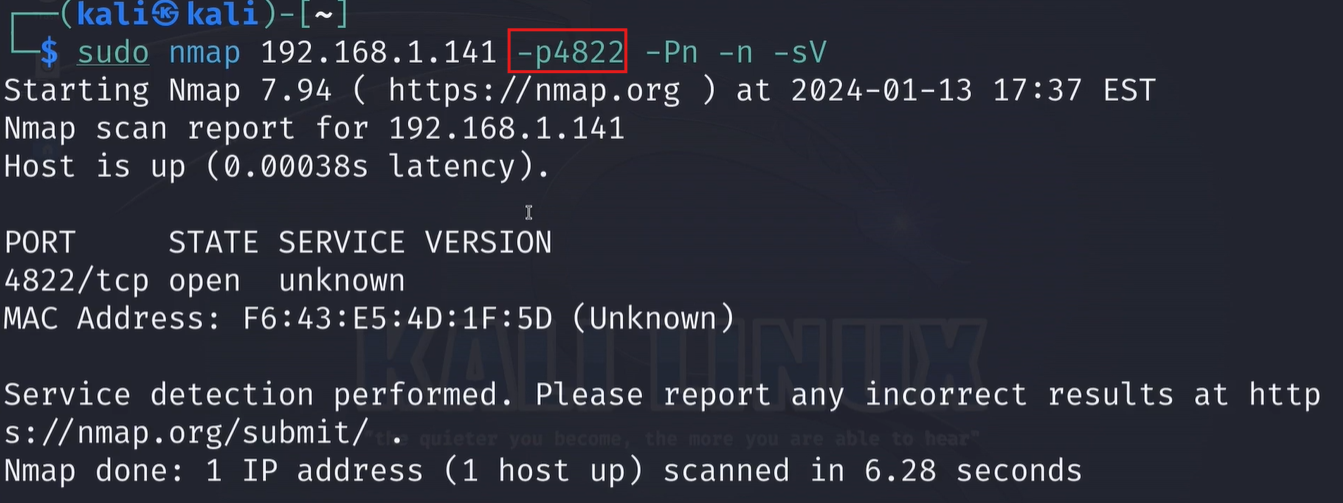 (kali㉿kali)-[~]
$ sudo nmap 192.168.1.141 -p4822 -Pn -n -sV
Starting Nmap 7.94 ( https://nmap.org ) at 2024-01-13 17:37 EST
Nmap scan report for 192.168.1.141
Host is up (0.00038s latency).
PORT     STATE SERVICE VERSION
4822/tcp open  unknown
MAC Address: F6:43:E5:4D:1F:5D (Unknown)
KALI LINUX
Service detection performed. Please report any incorrect results at http
s://nmap.org/submit/ .
"the quieter you become, the more you are able to hear"
Nmap done: 1 IP address (1 host up) scanned in 6.28 seconds